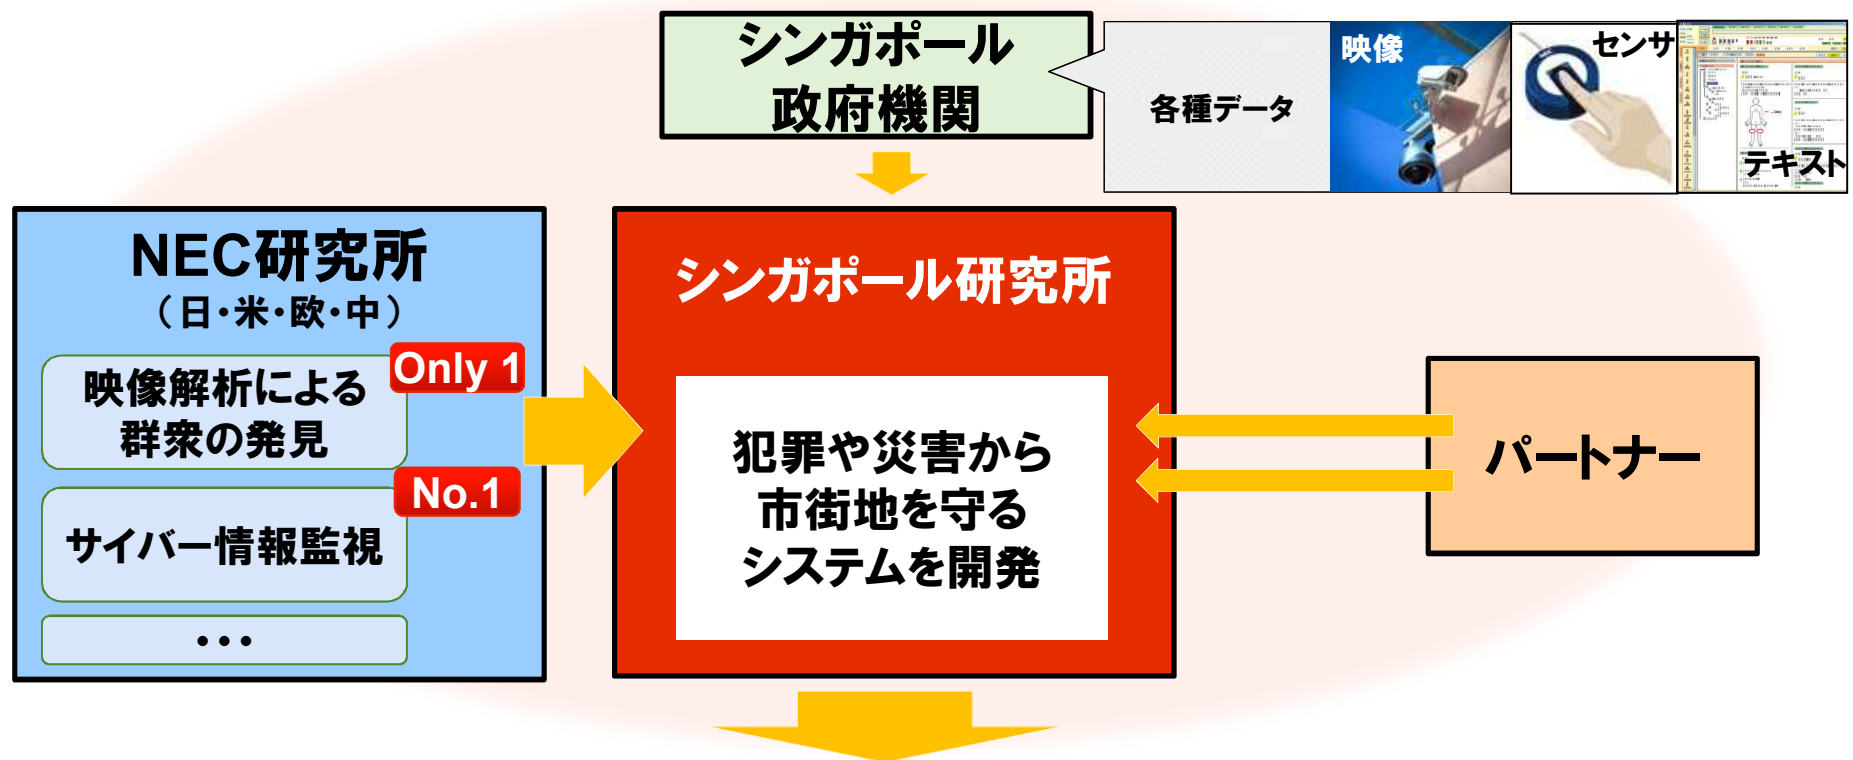 シンガポール
政府機関
各種データ
映像
センサ
テキスト
NEC研究所
（日・米・欧・中）
Only 1
映像解析による
群衆の発見
No.1
サイバー情報監視
・・・
シンガポール研究所
犯罪や災害から
市街地を守る
システムを開発
パートナー